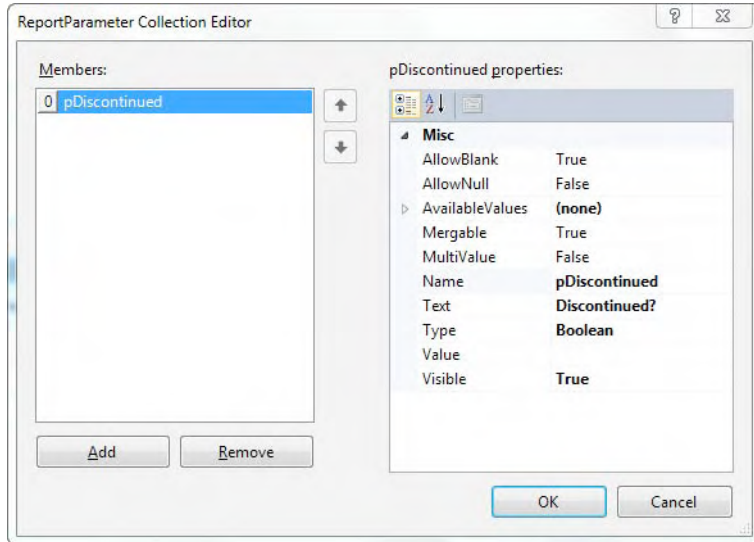 ReportParameter Collection Editor
Members:
0 pDiscontinued
Add
Remove
pDiscontinued properties:
Misc
AllowBlank True
AllowNull False
AvailableValues (none)
Mergable True
MultiValue False
Name pDiscontinued
Text Discontinued?
Type Boolean
Value
Visible True
OK
Cancel